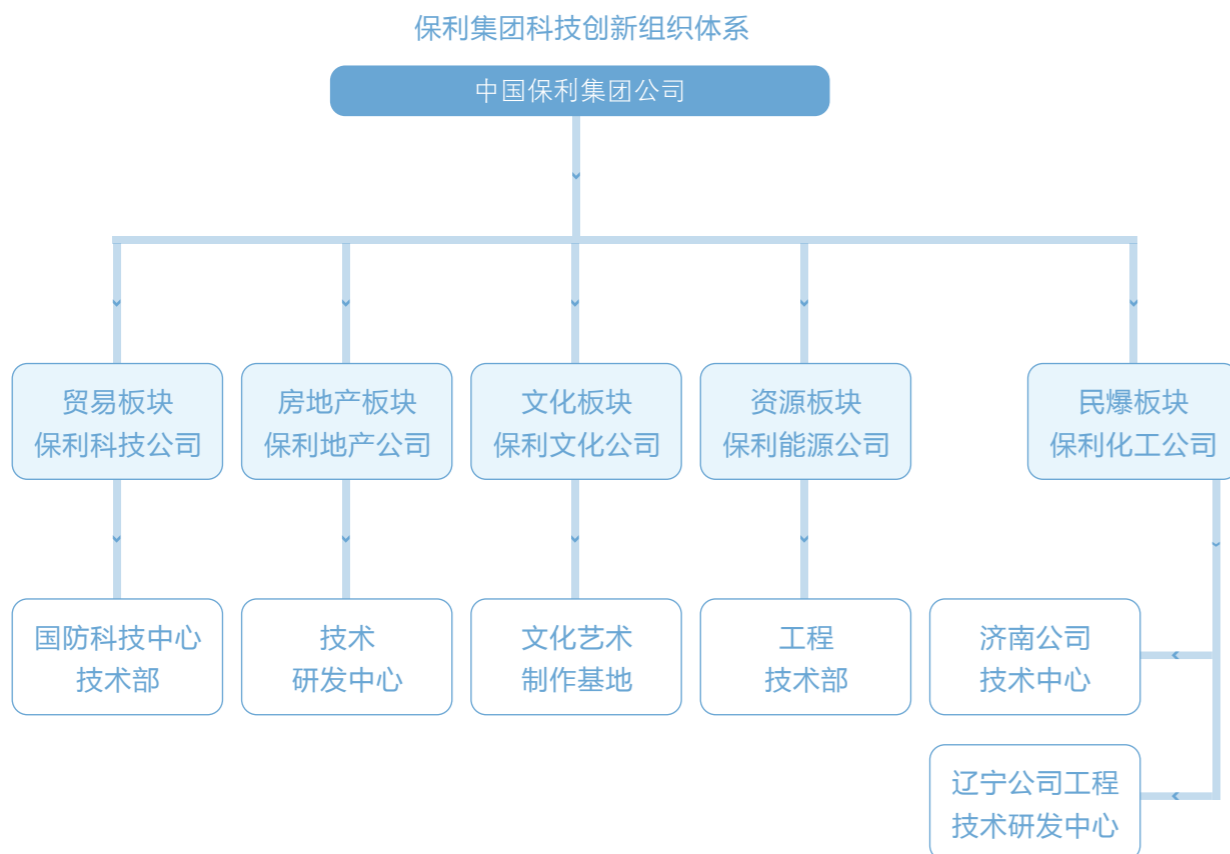 保利集团科技创新组织体系
中国保利集团公司
贸易板块
保利科技公司
房地产板块
保利地产公司
文化板块
保利文化公司
资源板块
保利能源公司
民爆板块
保利化工公司
国防科技中心
技术部
技术
研发中心
文化艺术
制作基地
工程
技术部
济南公司
技术中心
辽宁公司工程
技术研发中心